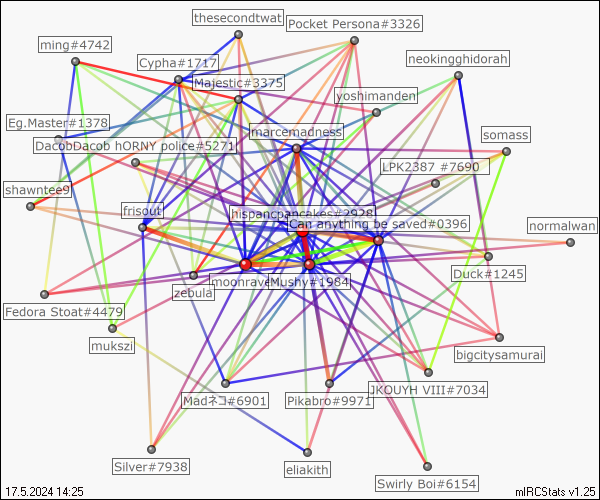 thesecondtwat
Pocket Persona#3326
ming#4742
Cypha#1717
neokingghidorah
Majestic#3375
yoshimanden
Eg.Master#1378
marcemadness
somass
DacobDacob hORNY police#5271
LPK2387 #7690
shawntee9
frisout
hispancpancakes#2928
Can anything be saved#0396
normalwan
moonrave
Mushy#1984
Duck#1245
zebula
Fedora Stoat#4479
mukszi
bigcitysamurai
JKOUYH VIII#7034
Madネコ#6901
Pikabro#9971
Silver#7938
eliakith
Swirly Boi#6154
17.5.2024 14:25
mIRCStats v1.25